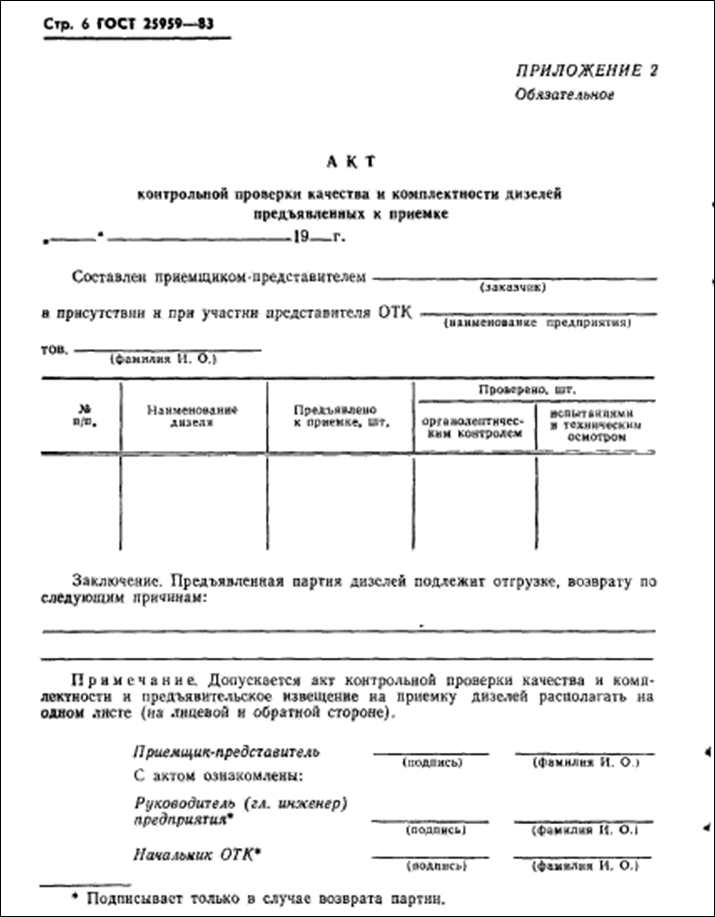 Стр. 6 ГОСТ 25959—83
ПРИЛОЖЕНИЕ 2
Обязательное
АКТ
контрольной проверки качества и комплектности дизелей
предъявленных к приемке
„ “ 19 г.
Составлен приемщиком-представителем
(заказчик)
в присутствии и при участии представителя ОТК
(наименование предприятия)
тов.
(фамилия И. О.)
№ п/п.
Наименование дизеля
Предъявлено к приемке, шт.
Проверено, шт.
органолептичес-
ким контролем
испытаниями
и техническим
осмотром
Заключение. Предъявленная партия дизелей подлежит отгрузке, возврату по
следующим причинам:
Примечание. Допускается акт контрольной проверки качества и комп-
лектности и предъявительское извещение на приемку дизелей располагать на
одном листе (на лицевой и обратной стороне).
Приемщик-представитель
(подпись) (фамилия И. О.)
С актом ознакомлены:
Руководитель (гл. инженер)
предприятия*
(подпись) (фамилия И. О.)
Начальник ОТК*
(подпись) (фамилия И. О.)
* Подписывает только в случае возврата партии.